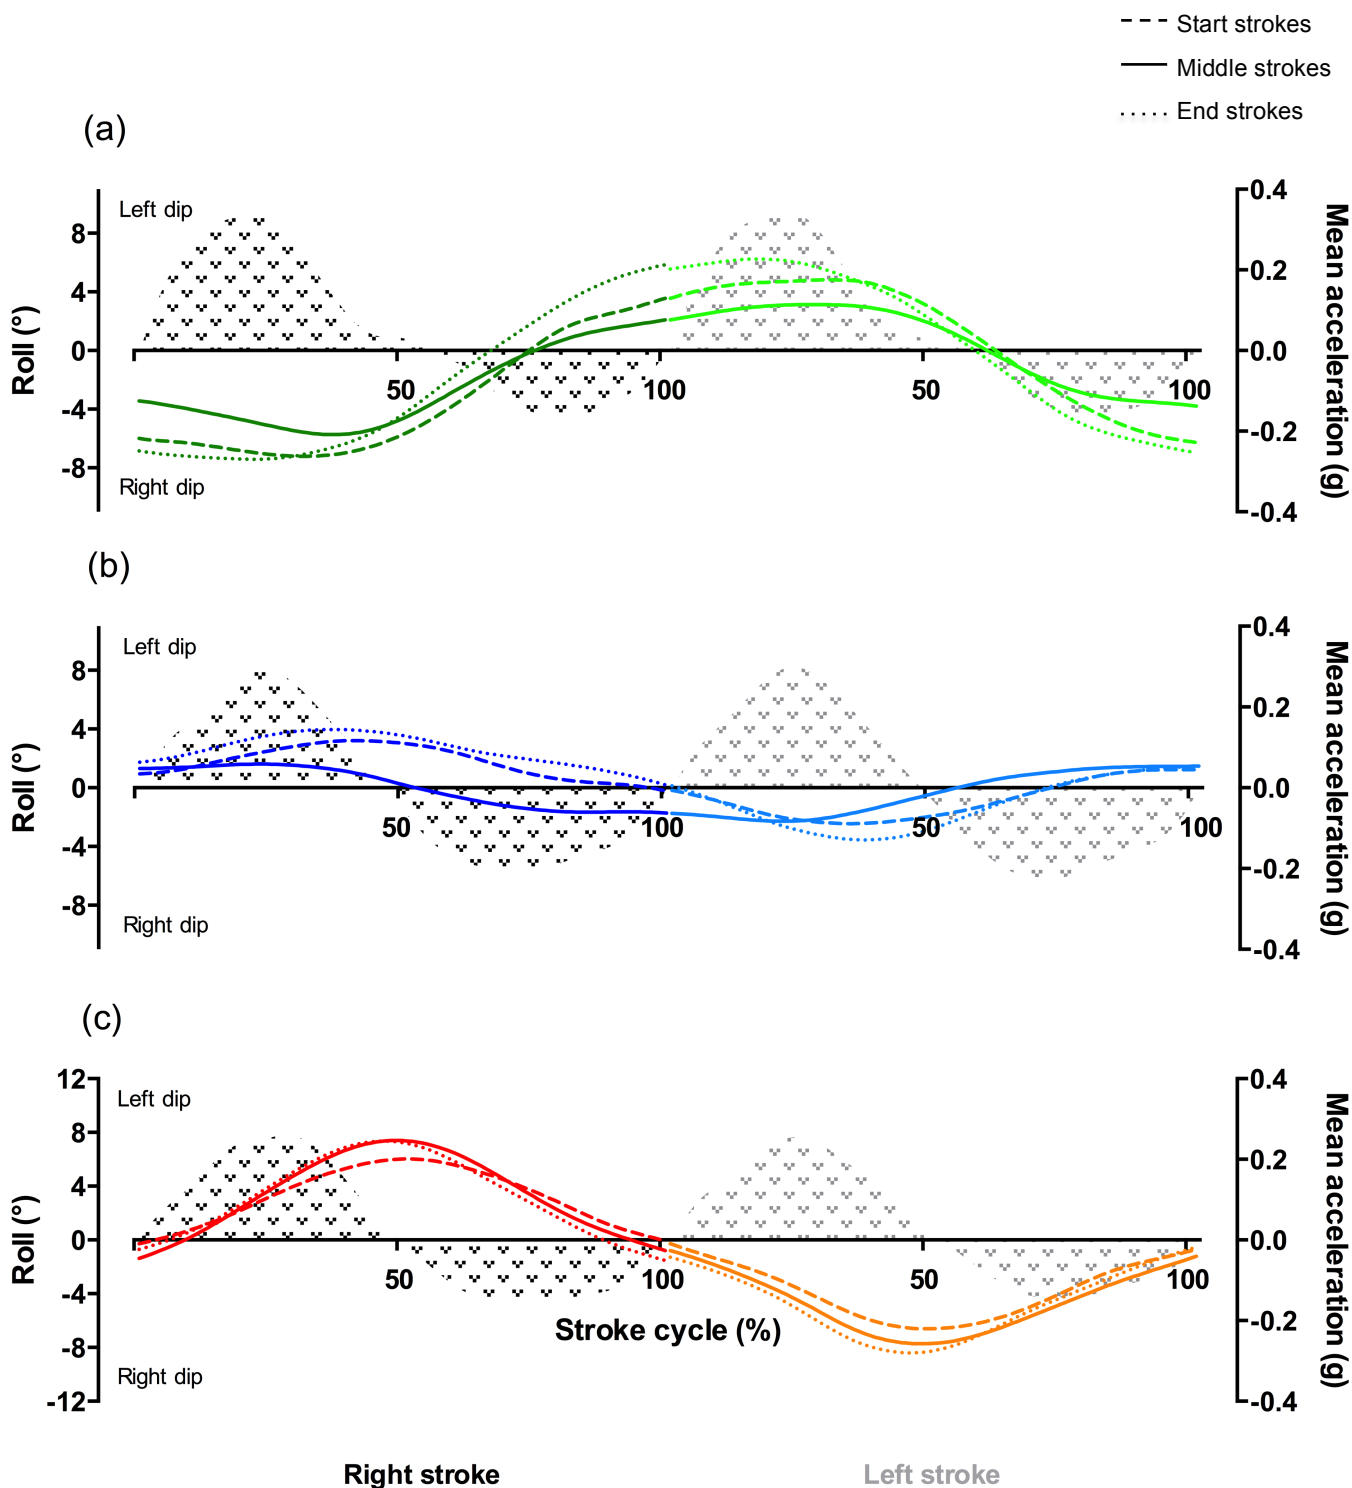 Start strokes
Middle strokes
End strokes
(a)
Left dip
Right dip
Roll (°)
8
4
0
-4
-8
50
100
50
100
0.4
0.2
0.0
-0.2
-0.4
Mean acceleration (g)
(b)
Left dip
Right dip
Roll (°)
8
4
0
-4
-8
50
100
50
100
0.4
0.2
0.0
-0.2
-0.4
Mean acceleration (g)
(c)
Left dip
Right dip
Roll (°)
12
8
4
0
-4
-8
-12
50
100
50
100
0.4
0.2
0.0
-0.2
-0.4
Mean acceleration (g)
Stroke cycle (%)
Right stroke
Left stroke